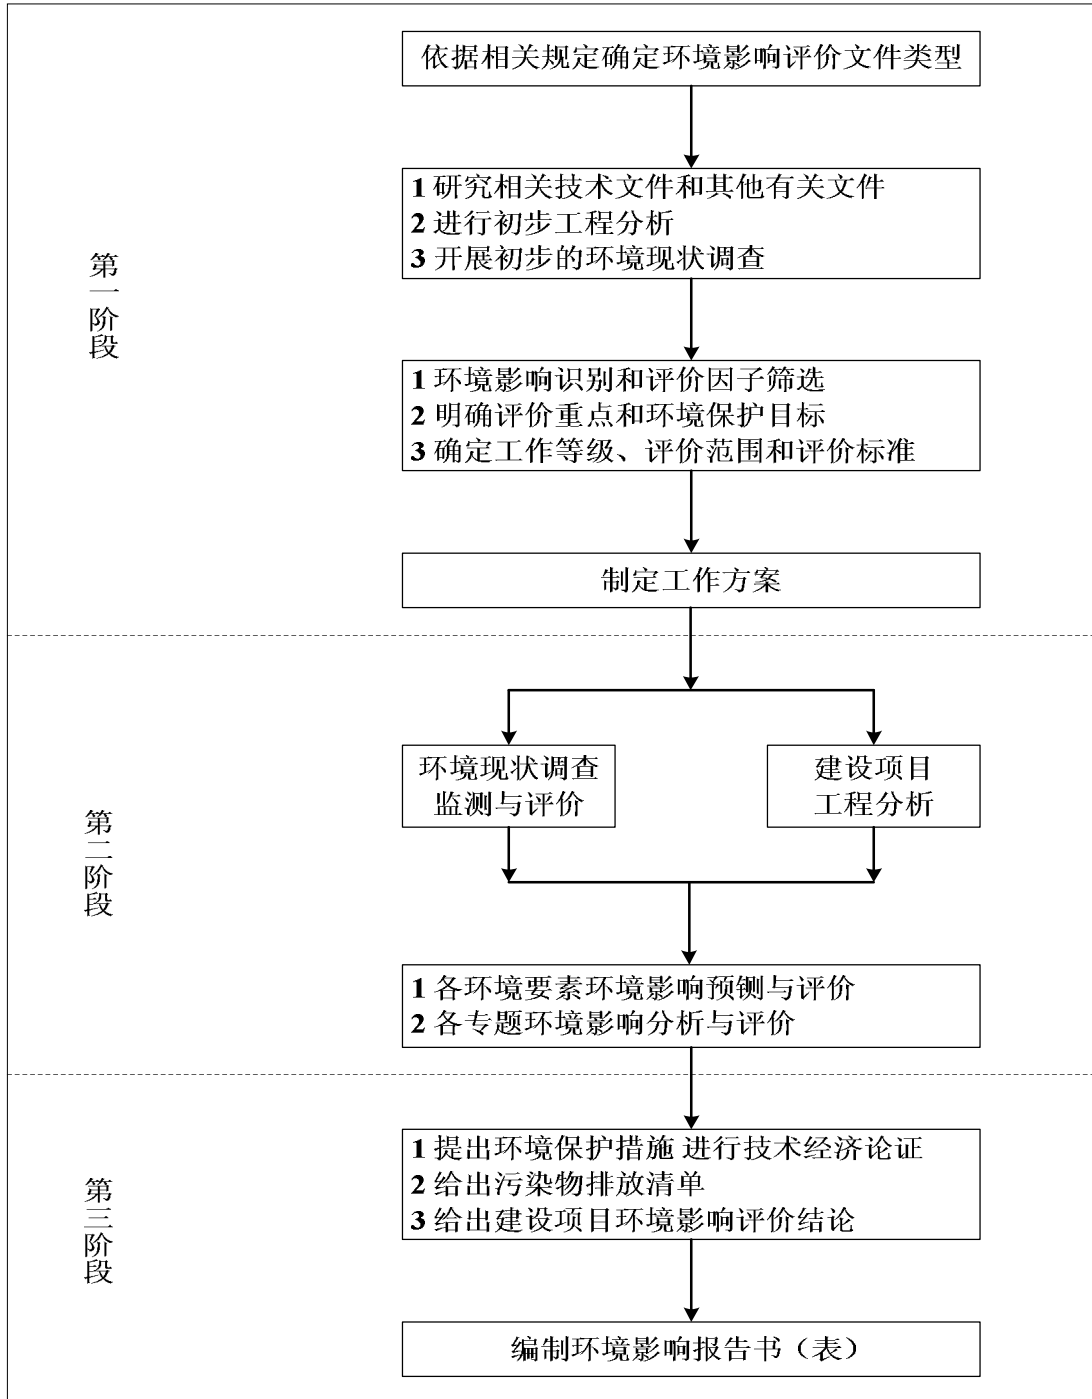 依据相关规定确定环境影响评价文件类型
1 研究相关技术文件和其他有关文件
2 进行初步工程分析
3 开展初步的环境现状调查
第一阶段
1 环境影响识别和评价因子筛选
2 明确评价重点和环境保护目标
3 确定工作等级、评价范围和评价标准
制定工作方案
环境现状调查
监测与评价
建设项目
工程分析
第二阶段
1 各环境要素环境影响预铡与评价
2 各专题环境影响分析与评价
1 提出环境保护措施 进行技术经济论证
2 给出污染物排放清单
3 给出建设项目环境影响评价结论
第三阶段
编制环境影响报告书（表）